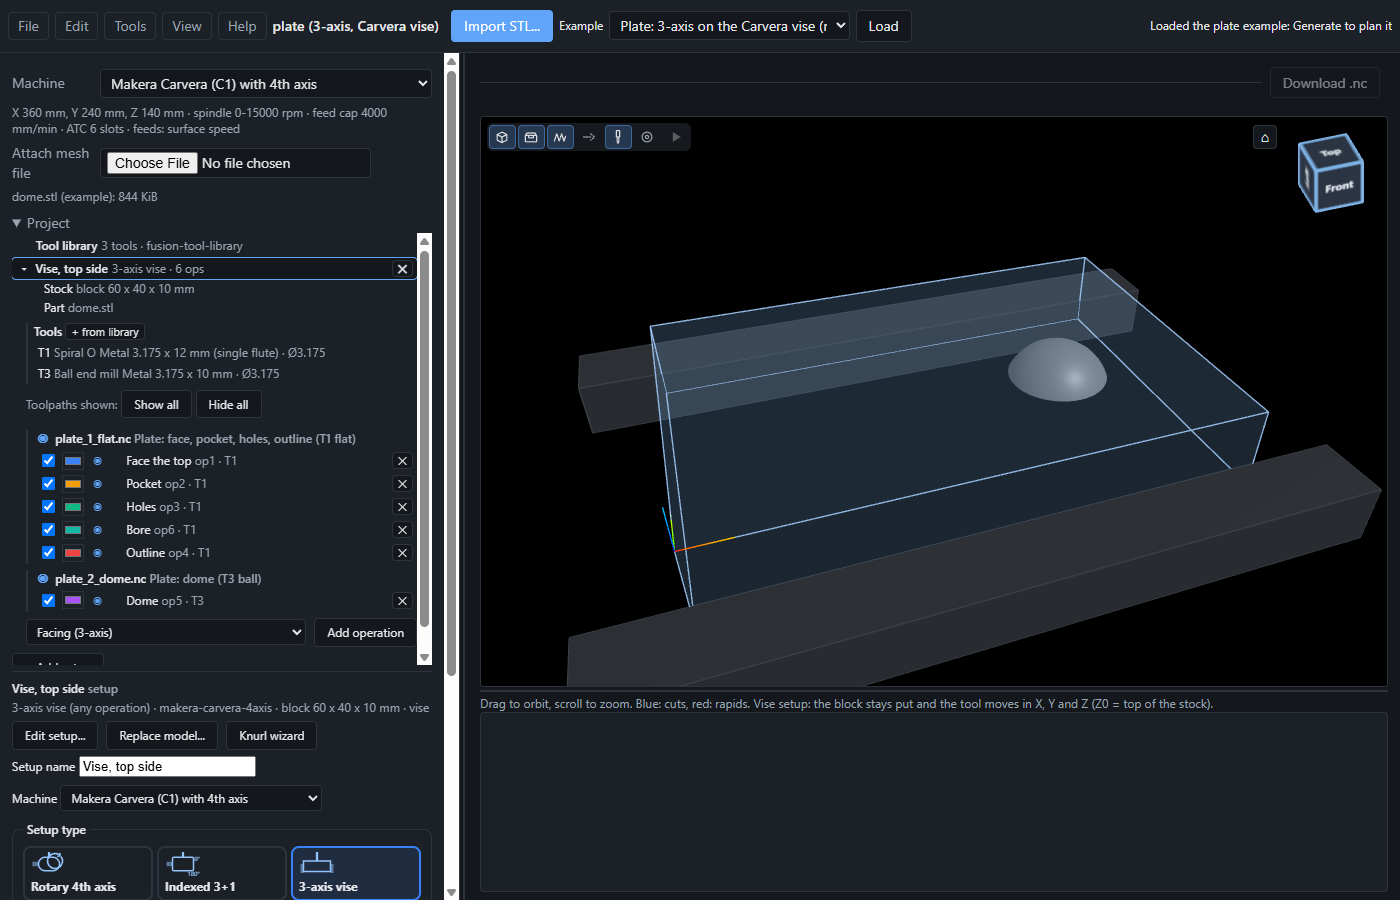 File Edit Tools View Help plate (3-axis, Carvera vise) Import STL... Example Plate: 3-axis on the Carvera vise (r Load Loaded the plate example: Generate to plan it
Machine Makera Carvera (C1) with 4th axis
X 360 mm, Y 240 mm, Z 140 mm · spindle 0-15000 rpm · feed cap 4000
mm/min · ATC 6 slots · feeds: surface speed
Attach mesh
file
Choose File No file chosen
dome.stl (example): 844 KiB
Project
Tool library 3 tools · fusion-tool-library
Vise, top side 3-axis vise · 6 ops
Stock block 60 x 40 x 10 mm
Part dome.stl
Tools + from library
T1 Spiral O Metal 3.175 x 12 mm (single flute) · Ø3.175
T3 Ball end mill Metal 3.175 x 10 mm · Ø3.175
Toolpaths shown: Show all Hide all
plate_1_flat.nc Plate: face, pocket, holes, outline (T1 flat)
Face the top op1 · T1
Pocket op2 · T1
Holes op3 · T1
Bore op6 · T1
Outline op4 · T1
plate_2_dome.nc Plate: dome (T3 ball)
Dome op5 · T3
Facing (3-axis) Add operation
Vise, top side setup
3-axis vise (any operation) · makera-carvera-4axis · block 60 x 40 x 10 mm · vise
Edit setup... Replace model... Knurl wizard
Setup name Vise, top side
Machine Makera Carvera (C1) with 4th axis
Setup type
Rotary 4th axis Indexed 3+1 3-axis vise
Download .nc
Top
Front
Drag to orbit, scroll to zoom. Blue: cuts, red: rapids. Vise setup: the block stays put and the tool moves in X, Y and Z (Z0 = top of the stock).